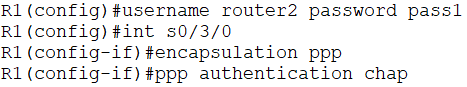 R1(config)#username router2 password pass1
R1(config)#int s0/3/0
R1(config-if)#encapsulation ppp
R1(config-if)#ppp authentication chap